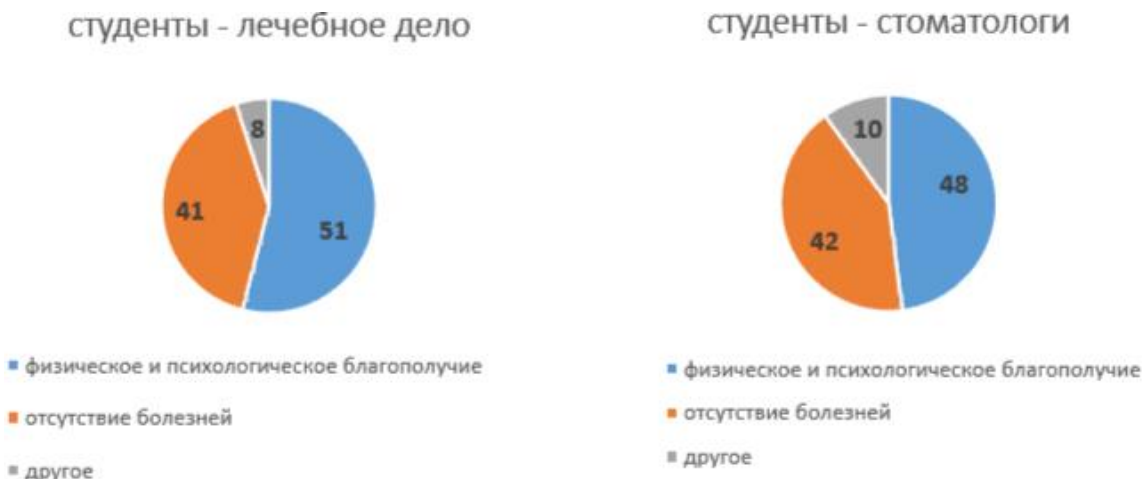 студенты - лечебное дело
8
41
51
физическое и психологическое благополучие
отсутствие болезней
другое
студенты - стоматологи
10
48
42
физическое и психологическое благополучие
отсутствие болезней
другое